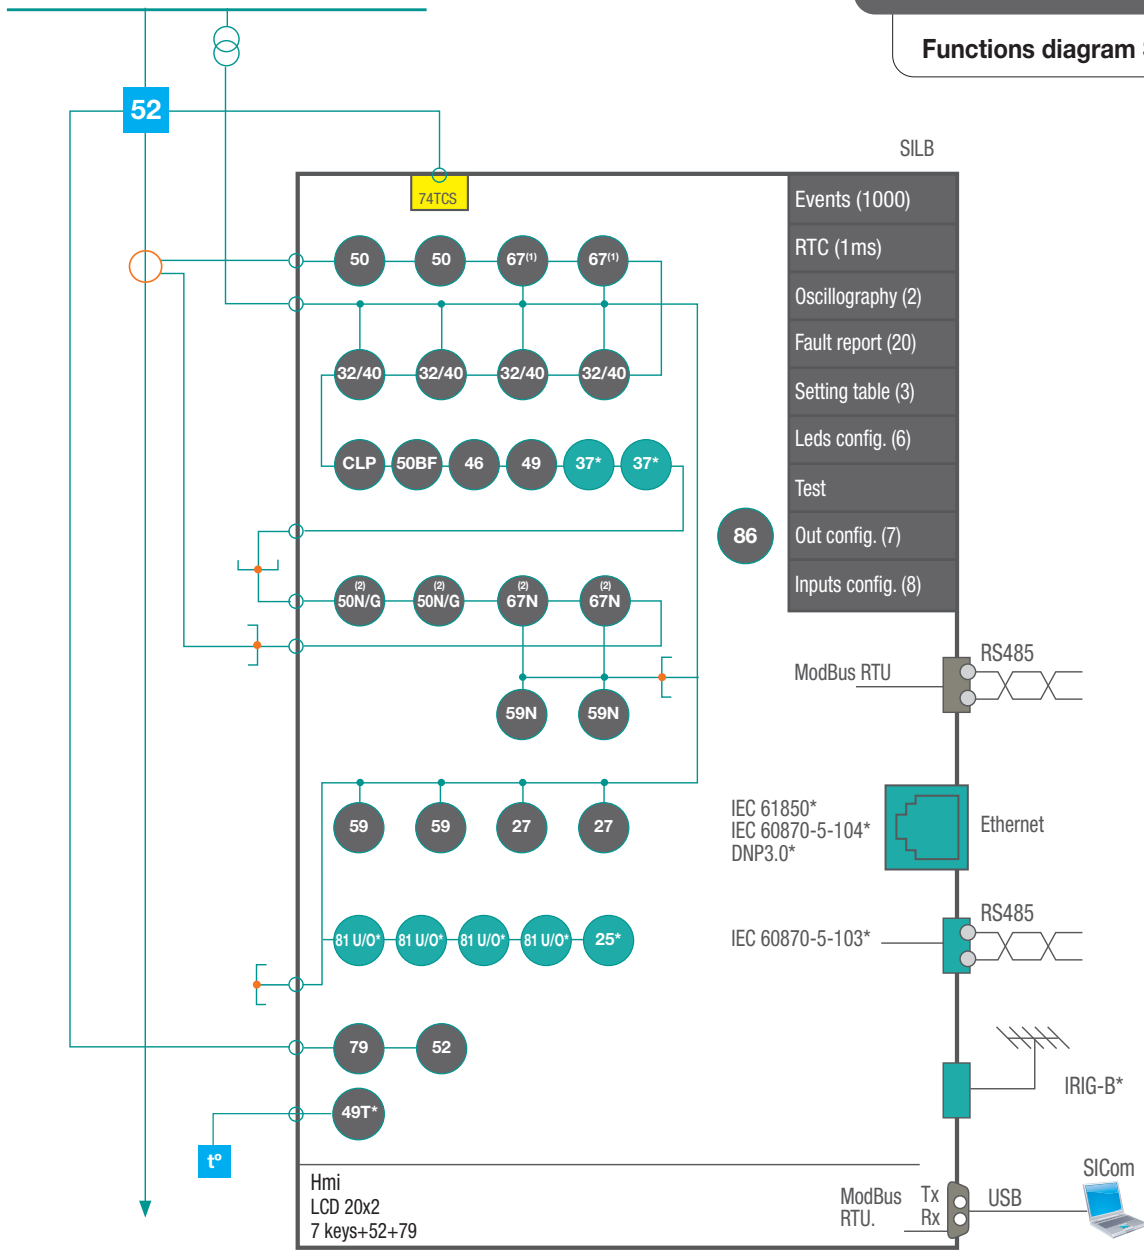 Functions diagram
52
SILB
74TCS
Events (1000)
RTC (1ms)
Oscillography (2)
Fault report (20)
Setting table (3)
Leds config. (6)
Test
Out config. (7)
Inputs config. (8)
50 50 67(1) 67(1)
32/40 32/40 32/40 32/40
CLP 50BF 46 49 37* 37*
86
(2) (2) (2) (2)
50N/G 50N/G 67N 67N
59N 59N
ModBus RTU
RS485
59 59 27 27
IEC 61850*
IEC 60870-5-104*
DNP3.0*
Ethernet
81 U/O* 81 U/O* 81 U/O* 81 U/O* 25*
IEC 60870-5-103*
RS485
79 52
IRIG-B*
49T*
tº
Hmi
LCD 20x2
7 keys+52+79
ModBus
RTU.
Tx
Rx
USB
SICom